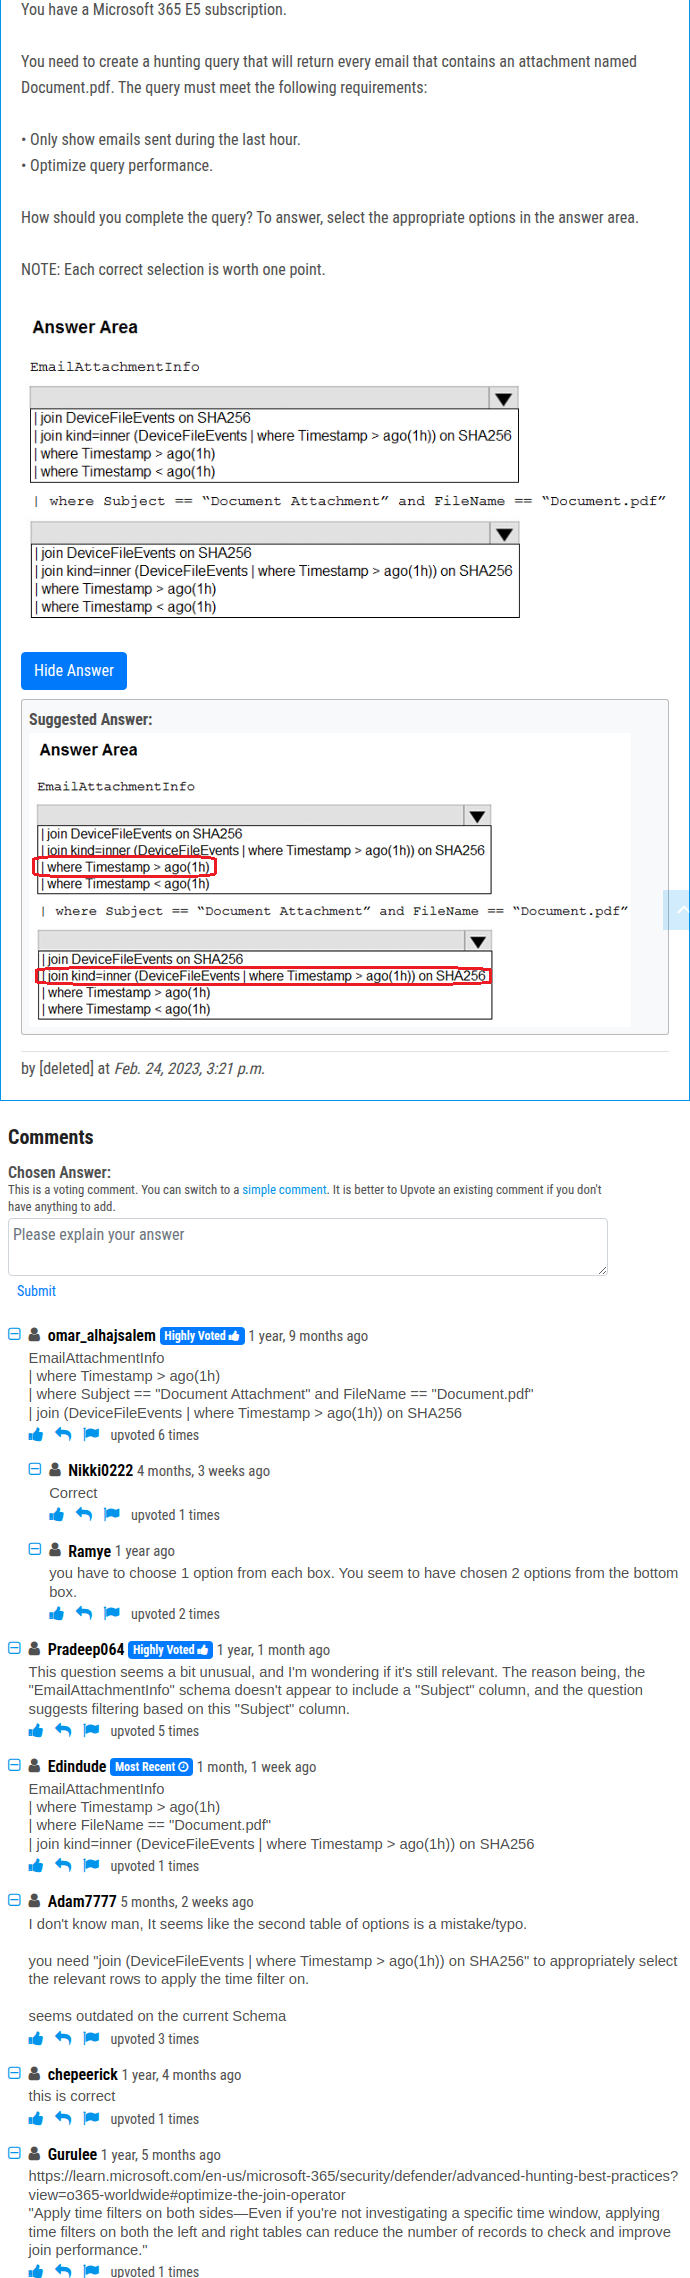 You have a Microsoft 365 E5 subscription.
You need to create a hunting query that will return every email that contains an attachment named
Document.pdf. The query must meet the following requirements:
• Only show emails sent during the last hour.
• Optimize query performance.
How should you complete the query? To answer, select the appropriate options in the answer area.
NOTE: Each correct selection is worth one point.
Answer Area
EmailAttachmentInfo
| join DeviceFileEvents on SHA256
| join kind=inner (DeviceFileEvents | where Timestamp > ago(1h)) on SHA256
| where Timestamp > ago(1h)
| where Timestamp < ago(1h)
| where Subject == “Document Attachment” and FileName == “Document.pdf”
| join DeviceFileEvents on SHA256
| join kind=inner (DeviceFileEvents | where Timestamp > ago(1h)) on SHA256
| where Timestamp > ago(1h)
| where Timestamp < ago(1h)
Hide Answer
Suggested Answer:
Answer Area
EmailAttachmentInfo
| join DeviceFileEvents on SHA256
| join kind=inner (DeviceFileEvents | where Timestamp > ago(1h)) on SHA256
| where Timestamp > ago(1h)
| where Timestamp < ago(1h)
| where Subject == “Document Attachment” and FileName == “Document.pdf”
| join DeviceFileEvents on SHA256
| join kind=inner (DeviceFileEvents | where Timestamp > ago(1h)) on SHA256
| where Timestamp > ago(1h)
| where Timestamp < ago(1h)
by [deleted] at Feb. 24, 2023, 3:21 p.m.
Comments
Chosen Answer:
This is a voting comment. You can switch to a simple comment. It is better to Upvote an existing comment if you don't
have anything to add.
Please explain your answer
Submit
omar_alhajsalem Highly Voted 1 year, 9 months ago
EmailAttachmentInfo
| where Timestamp > ago(1h)
| where Subject == "Document Attachment" and FileName == "Document.pdf"
| join (DeviceFileEvents | where Timestamp > ago(1h)) on SHA256
upvoted 6 times
Nikki0222 4 months, 3 weeks ago
Correct
upvoted 1 times
Ramye 1 year ago
you have to choose 1 option from each box. You seem to have chosen 2 options from the bottom
box.
upvoted 2 times
Pradeep064 Highly Voted 1 year, 1 month ago
This question seems a bit unusual, and I'm wondering if it's still relevant. The reason being, the
"EmailAttachmentInfo" schema doesn't appear to include a "Subject" column, and the question
suggests filtering based on this "Subject" column.
upvoted 5 times
Edindude Most Recent 1 month, 1 week ago
EmailAttachmentInfo
| where Timestamp > ago(1h)
| where FileName == "Document.pdf"
| join kind=inner (DeviceFileEvents | where Timestamp > ago(1h)) on SHA256
upvoted 1 times
Adam7777 5 months, 2 weeks ago
I don't know man, It seems like the second table of options is a mistake/typo.
you need "join (DeviceFileEvents | where Timestamp > ago(1h)) on SHA256" to appropriately select
the relevant rows to apply the time filter on.
seems outdated on the current Schema
upvoted 3 times
chepeerick 1 year, 4 months ago
this is correct
upvoted 1 times
Gurulee 1 year, 5 months ago
https://learn.microsoft.com/en-us/microsoft-365/security/defender/advanced-hunting-best-practices?
view=o365-worldwide#optimize-the-join-operator
"Apply time filters on both sides—Even if you're not investigating a specific time window, applying
time filters on both the left and right tables can reduce the number of records to check and improve
join performance."
upvoted 1 times